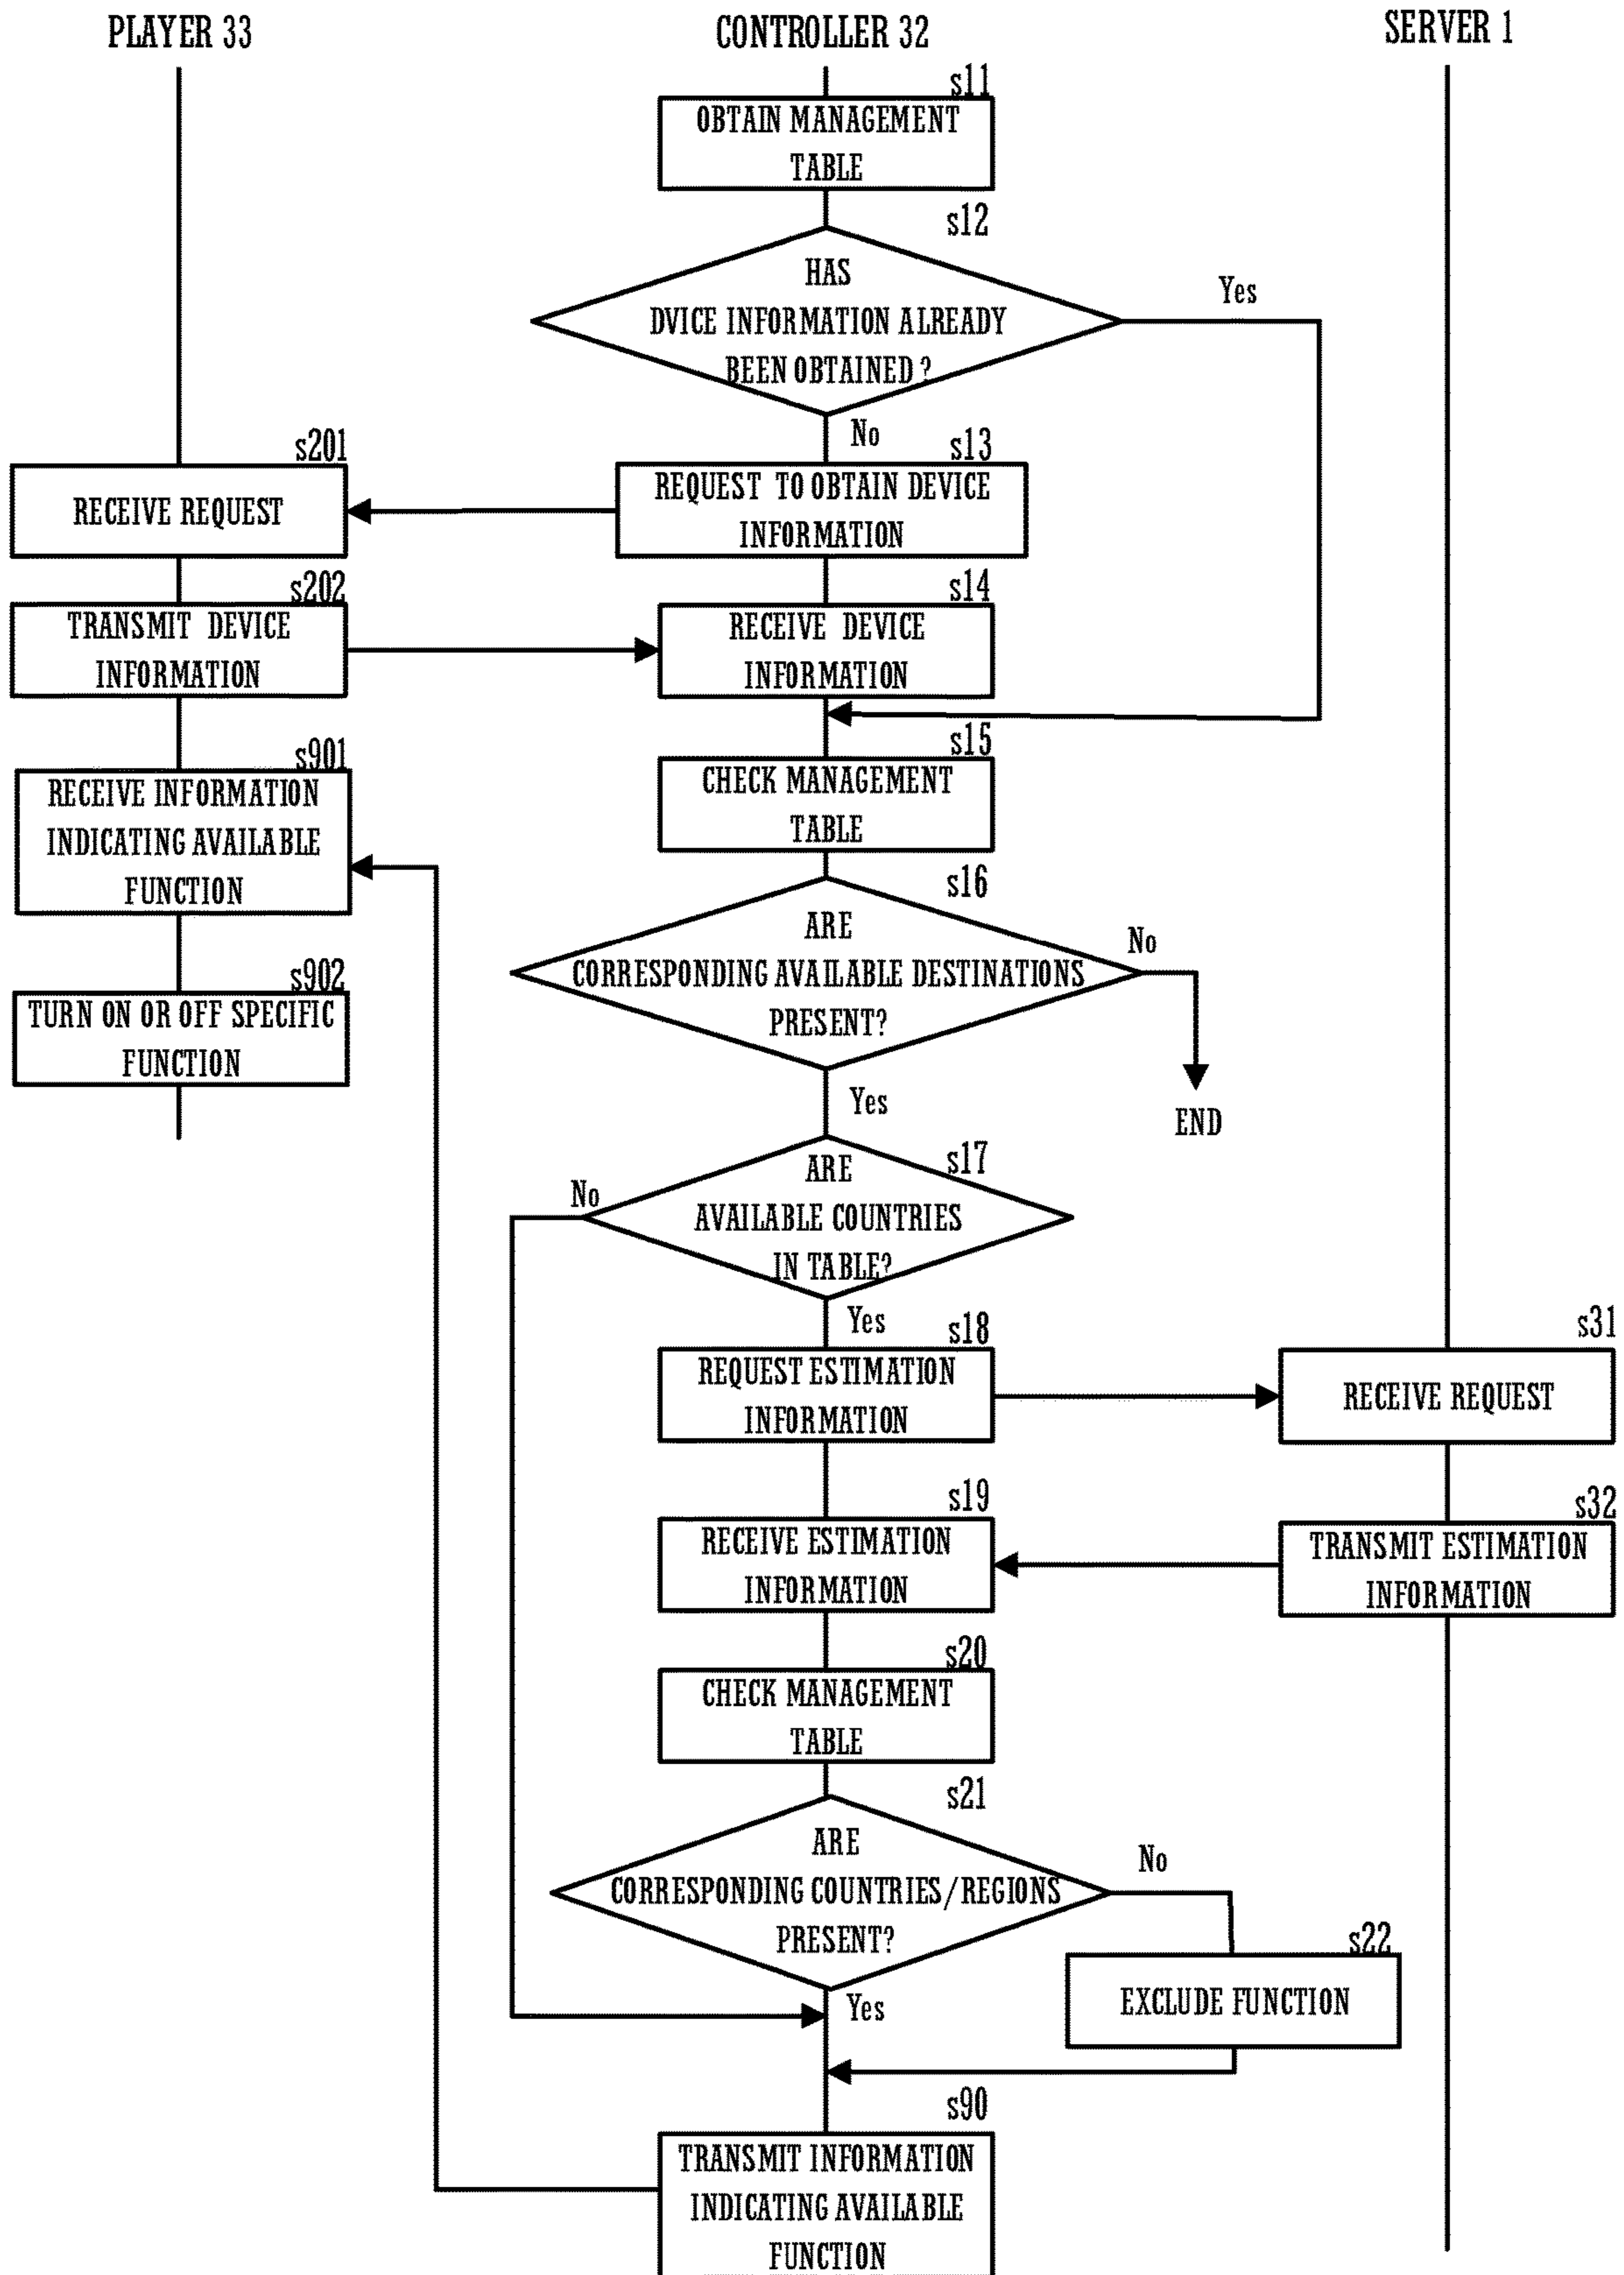 PLAYER 33
CONTROLLER 32
SERVER 1
s11
OBTAIN MANAGEMENT
TABLE
s12
HAS
DVICE INFORMATION ALREADY
BEEN OBTAINED ?
Yes
No
s201
RECEIVE REQUEST
s13
REQUEST TO OBTAIN DEVICE
INFORMATION
s202
TRANSMIT DEVICE
INFORMATION
s14
RECEIVE DEVICE
INFORMATION
s15
CHECK MANAGEMENT
TABLE
s901
RECEIVE INFORMATION
INDICATING AVAILABLE
FUNCTION
s16
ARE
CORRESPONDING AVAILABLE DESTINATIONS
PRESENT?
No
END
Yes
s902
TURN ON OR OFF SPECIFIC
FUNCTION
s17
ARE
AVAILABLE COUNTRIES
IN TABLE?
No
Yes
s18
REQUEST ESTIMATION
INFORMATION
s31
RECEIVE REQUEST
s19
RECEIVE ESTIMATION
INFORMATION
s32
TRANSMIT ESTIMATION
INFORMATION
s20
CHECK MANAGEMENT
TABLE
s21
ARE
CORRESPONDING COUNTRIES/REGIONS
PRESENT?
No
Yes
s22
EXCLUDE FUNCTION
s90
TRANSMIT INFORMATION
INDICATING AVAILABLE
FUNCTION